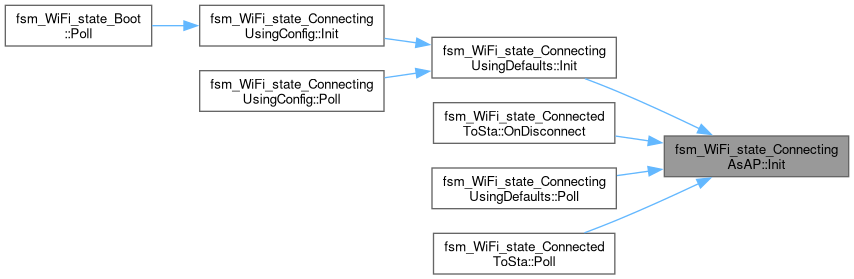 fsm_WiFi_state_Boot
::Poll
fsm_WiFi_state_Connecting
UsingConfig::Init
fsm_WiFi_state_Connecting
UsingConfig::Poll
fsm_WiFi_state_Connecting
UsingDefaults::Init
fsm_WiFi_state_Connected
ToSta::OnDisconnect
fsm_WiFi_state_Connecting
UsingDefaults::Poll
fsm_WiFi_state_Connected
ToSta::Poll
fsm_WiFi_state_Connecting
AsAP::Init